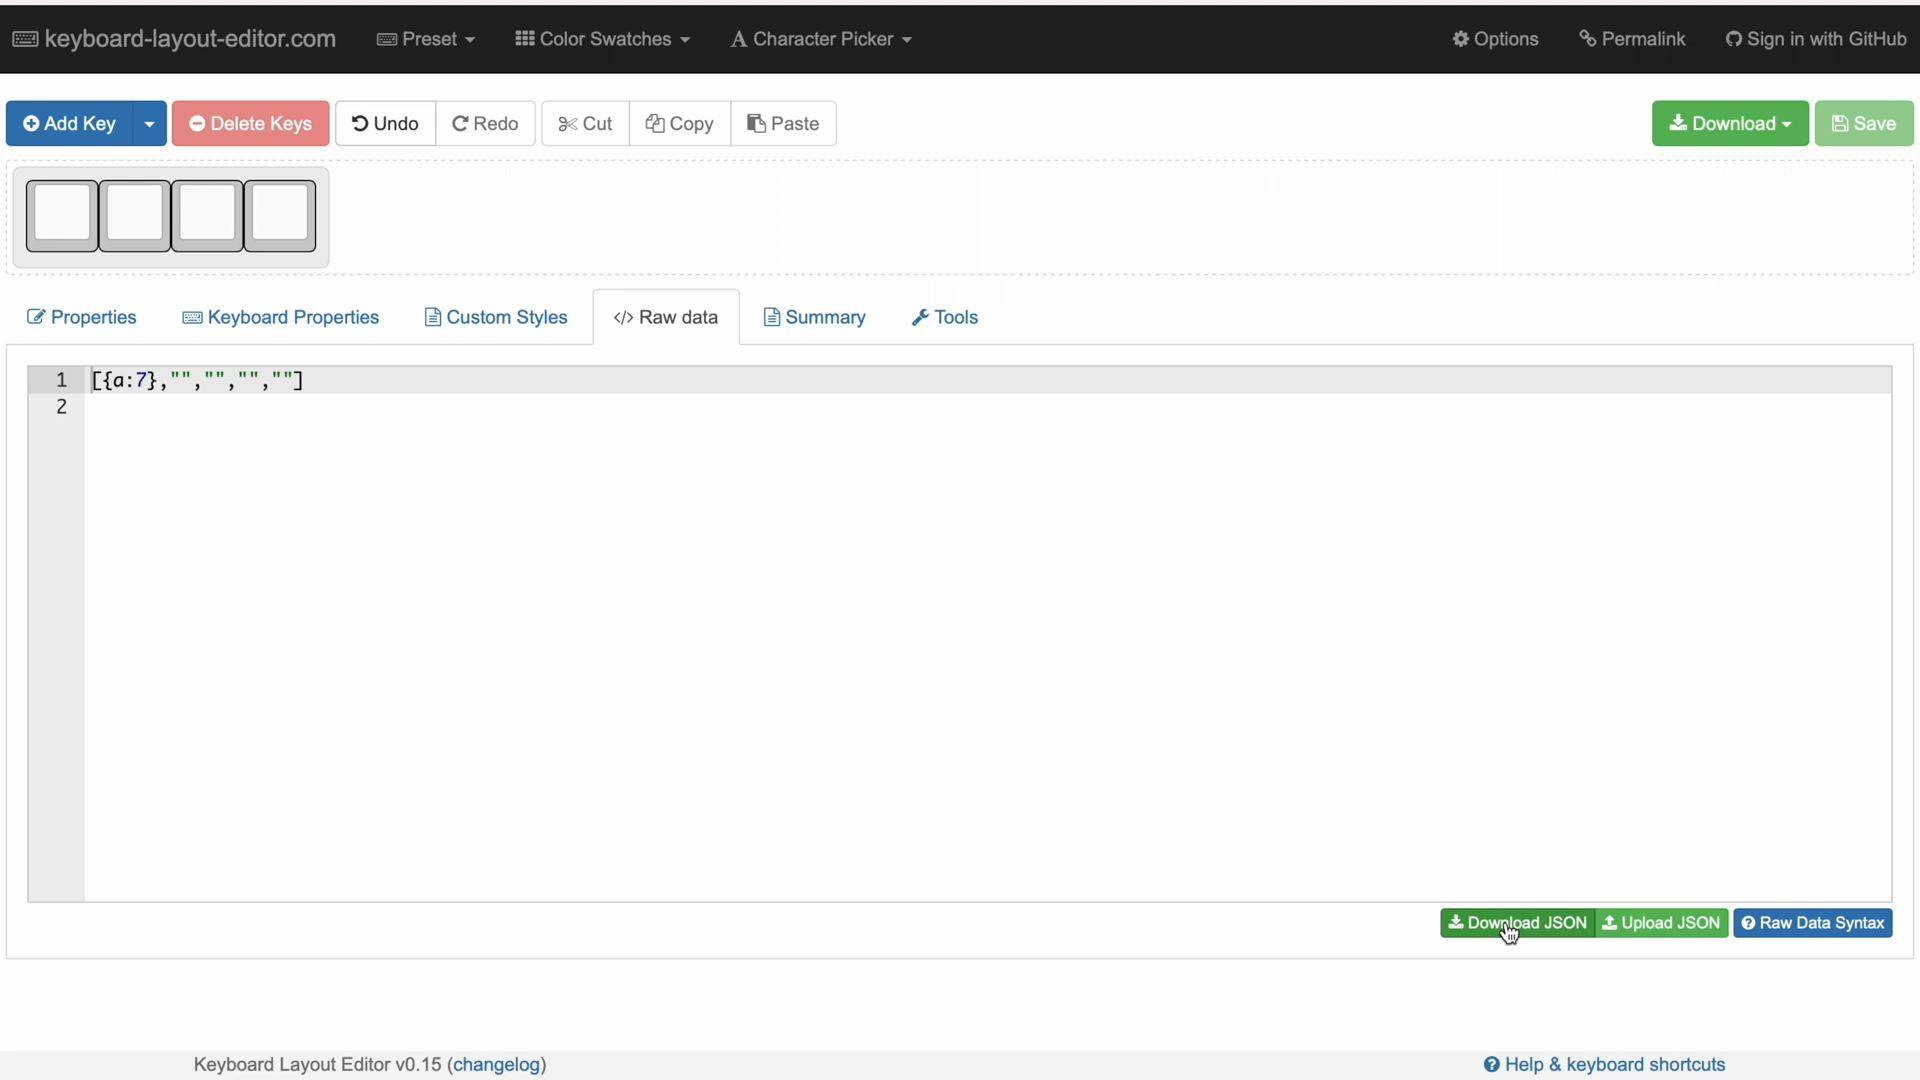 keyboard-layout-editor.com Preset Color Swatches Character Picker Options Permalink Sign in with GitHub
Add Key Delete Keys Undo Redo Cut Copy Paste Download Save
Properties Keyboard Properties Custom Styles </> Raw data Summary Tools
1 [{a:7},"","","",""]
2
Download JSON Upload JSON Raw Data Syntax
Keyboard Layout Editor v0.15 (changelog) Help & keyboard shortcuts